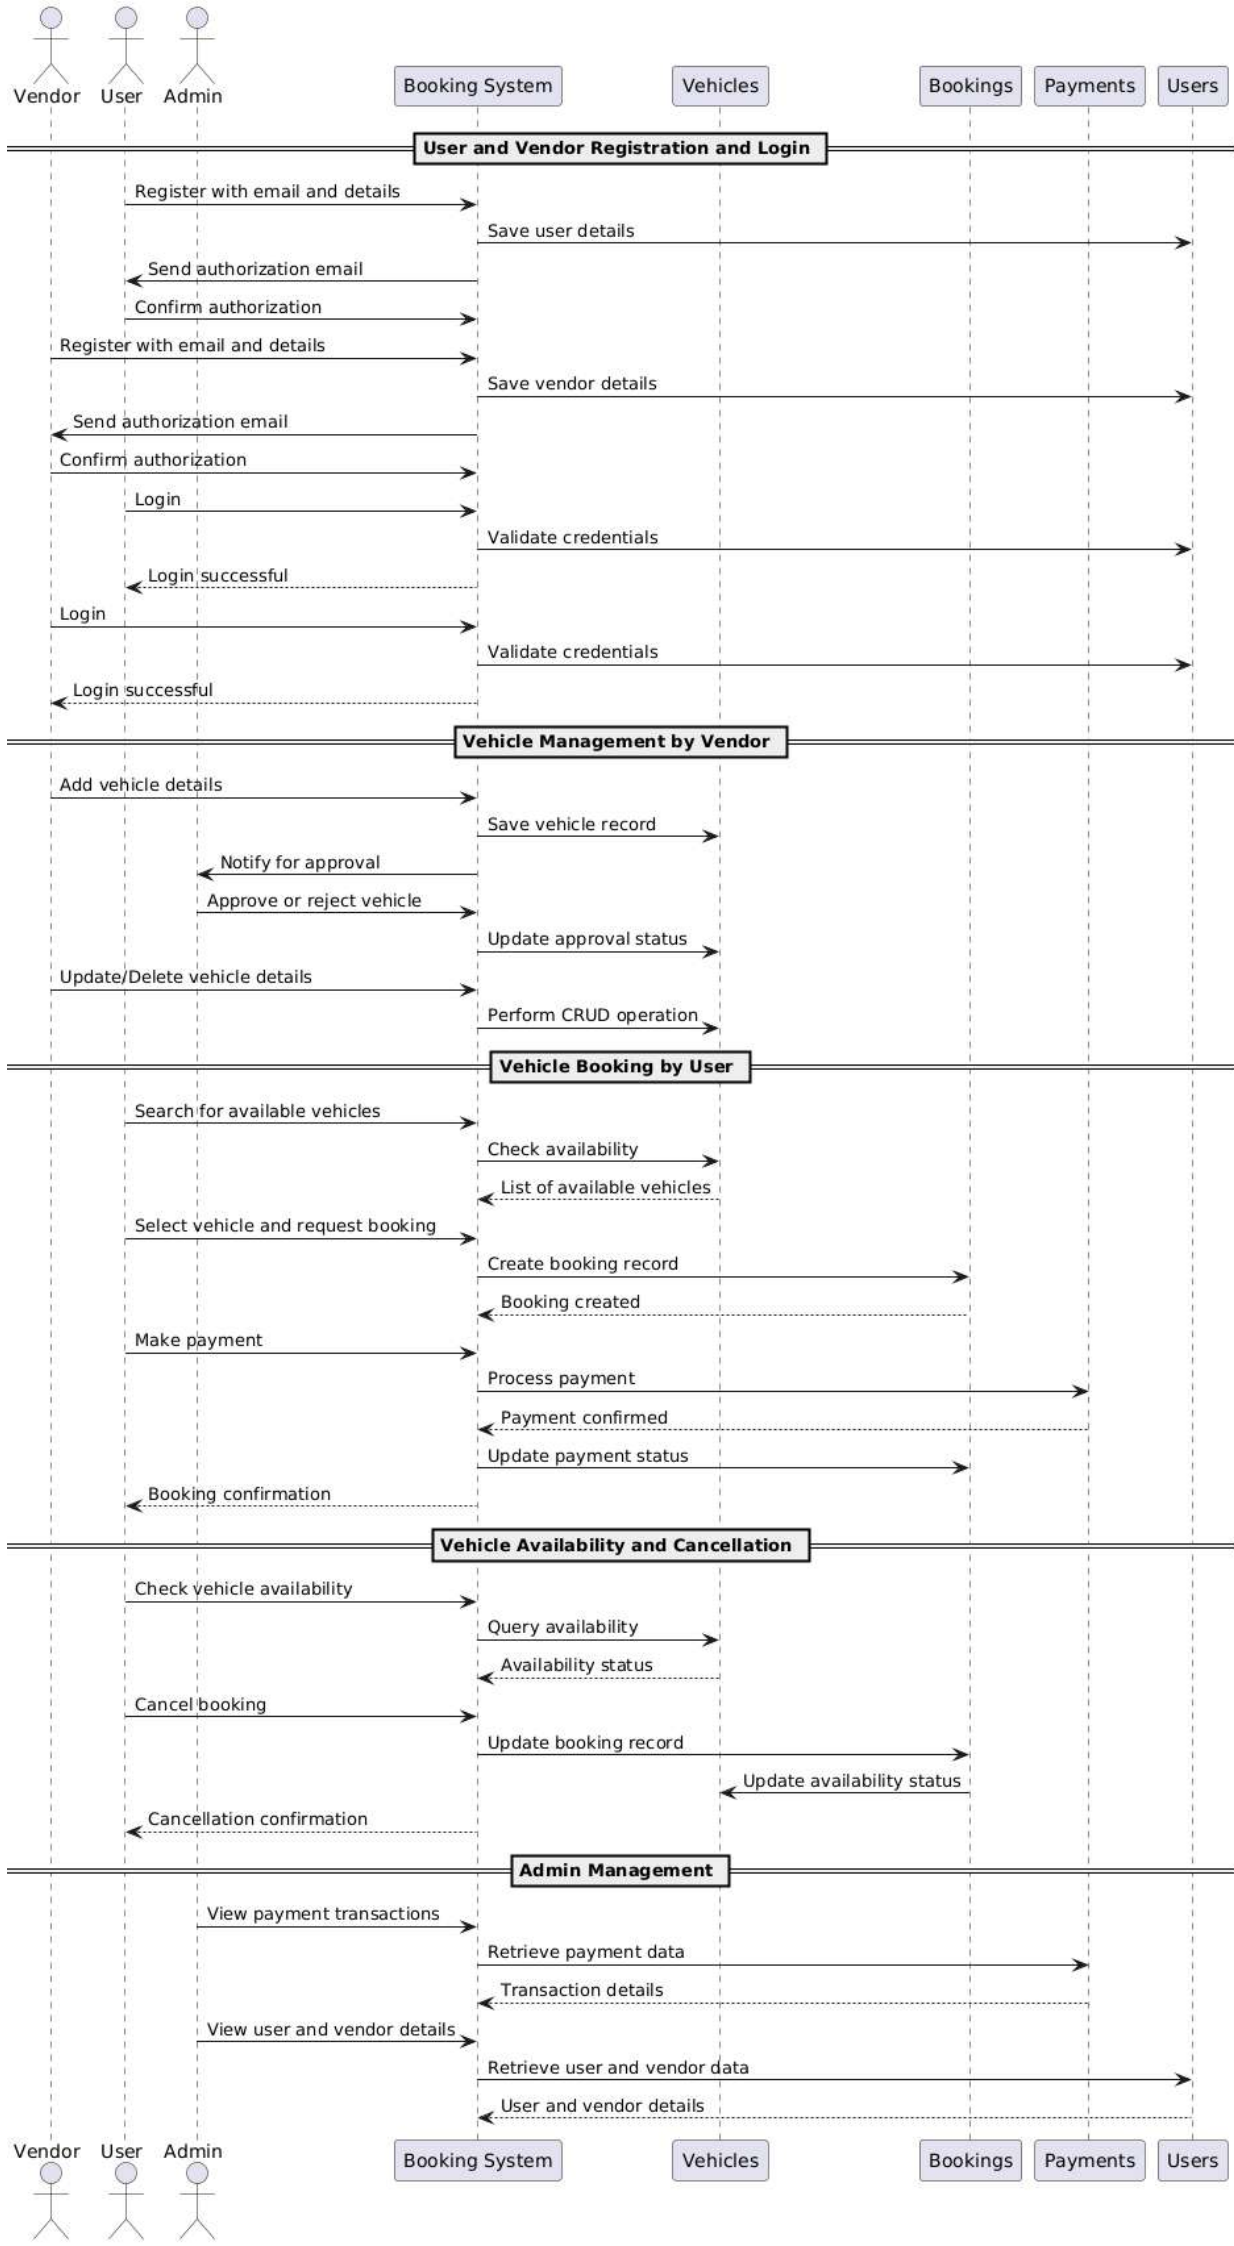 Vendor User Admin Booking System Vehicles Bookings Payments Users
User and Vendor Registration and Login
Register with email and details
Save user details
Send authorization email
Confirm authorization
Register with email and details
Save vendor details
Send authorization email
Confirm authorization
Login
Validate credentials
Login successful
Login
Validate credentials
Login successful
Vehicle Management by Vendor
Add vehicle details
Save vehicle record
Notify for approval
Approve or reject vehicle
Update approval status
Update/Delete vehicle details
Perform CRUD operation
Vehicle Booking by User
Search for available vehicles
Check availability
List of available vehicles
Select vehicle and request booking
Create booking record
Booking created
Make payment
Process payment
Payment confirmed
Update payment status
Booking confirmation
Vehicle Availability and Cancellation
Check vehicle availability
Query availability
Availability status
Cancel booking
Update booking record
Update availability status
Cancellation confirmation
Admin Management
View payment transactions
Retrieve payment data
Transaction details
View user and vendor details
Retrieve user and vendor data
User and vendor details
Vendor User Admin Booking System Vehicles Bookings Payments Users